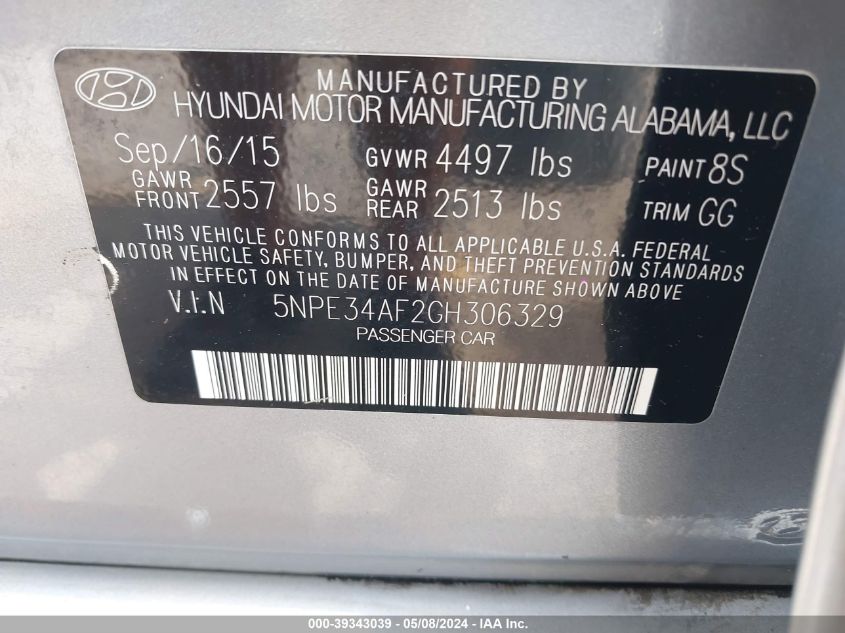 MANUFACTURED BY
HYUNDAI MOTOR MANUFACTURING ALABAMA, LLC
Sep/16/15 GVWR 4497 lbs PAINT 8S
GAWR FRONT 2557 lbs GAWR REAR 2513 lbs TRIM GG
THIS VEHICLE CONFORMS TO ALL APPLICABLE U.S.A. FEDERAL
MOTOR VEHICLE SAFETY, BUMPER, AND THEFT PREVENTION STANDARDS
IN EFFECT ON THE DATE OF MANUFACTURE SHOWN ABOVE
V.I.N 5NPE34AF2GH306329
PASSENGER CAR
000-39343039 - 05/08/2024 - IAA Inc.